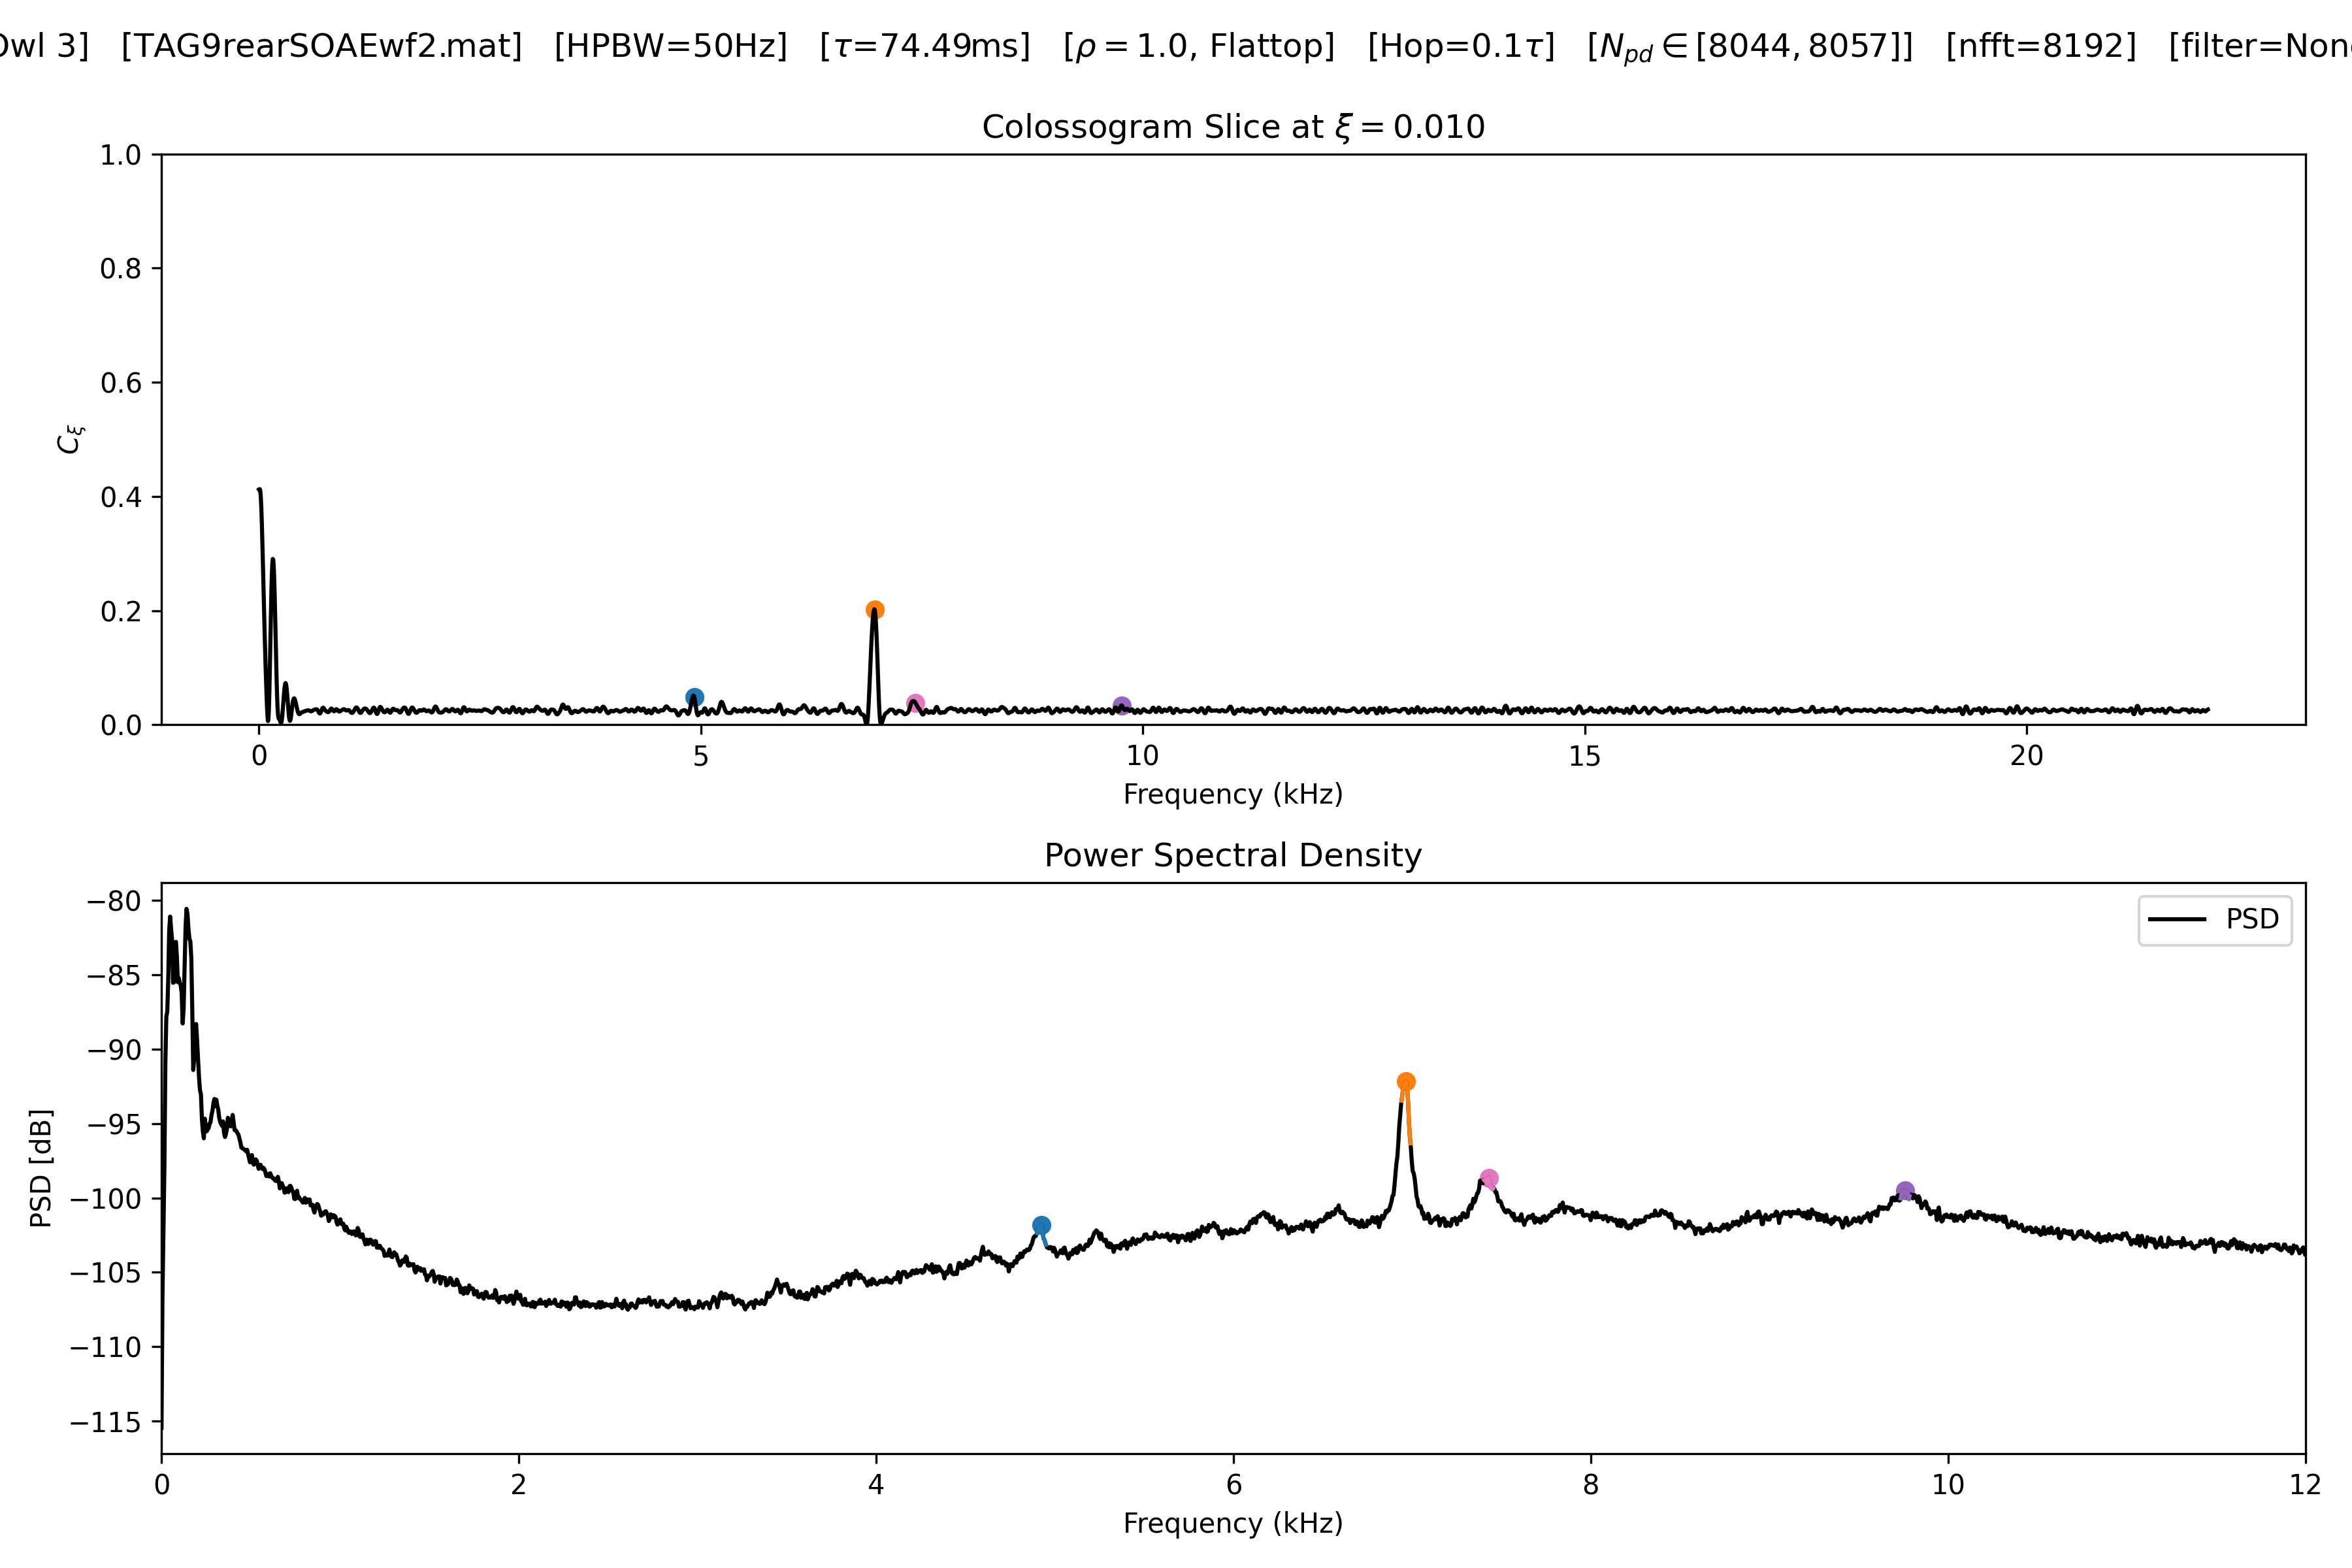 3] [TAG9rearSOAEwf2.mat] [HPBW=50Hz] [τ=74.49ms] [ρ = 1.0, Flattop] [Hop=0.1τ] [N_pd ∈ [8044, 8057]] [nfft=8192]
Colossogram Slice at ξ = 0.010
1.0
0.8
0.6
0.4
0.2
0.0
C_ξ
0 5 10 15 20
Frequency (kHz)
Power Spectral Density
PSD
−80
−85
−90
−95
−100
−105
−110
−115
PSD [dB]
0 2 4 6 8 10 12
Frequency (kHz)